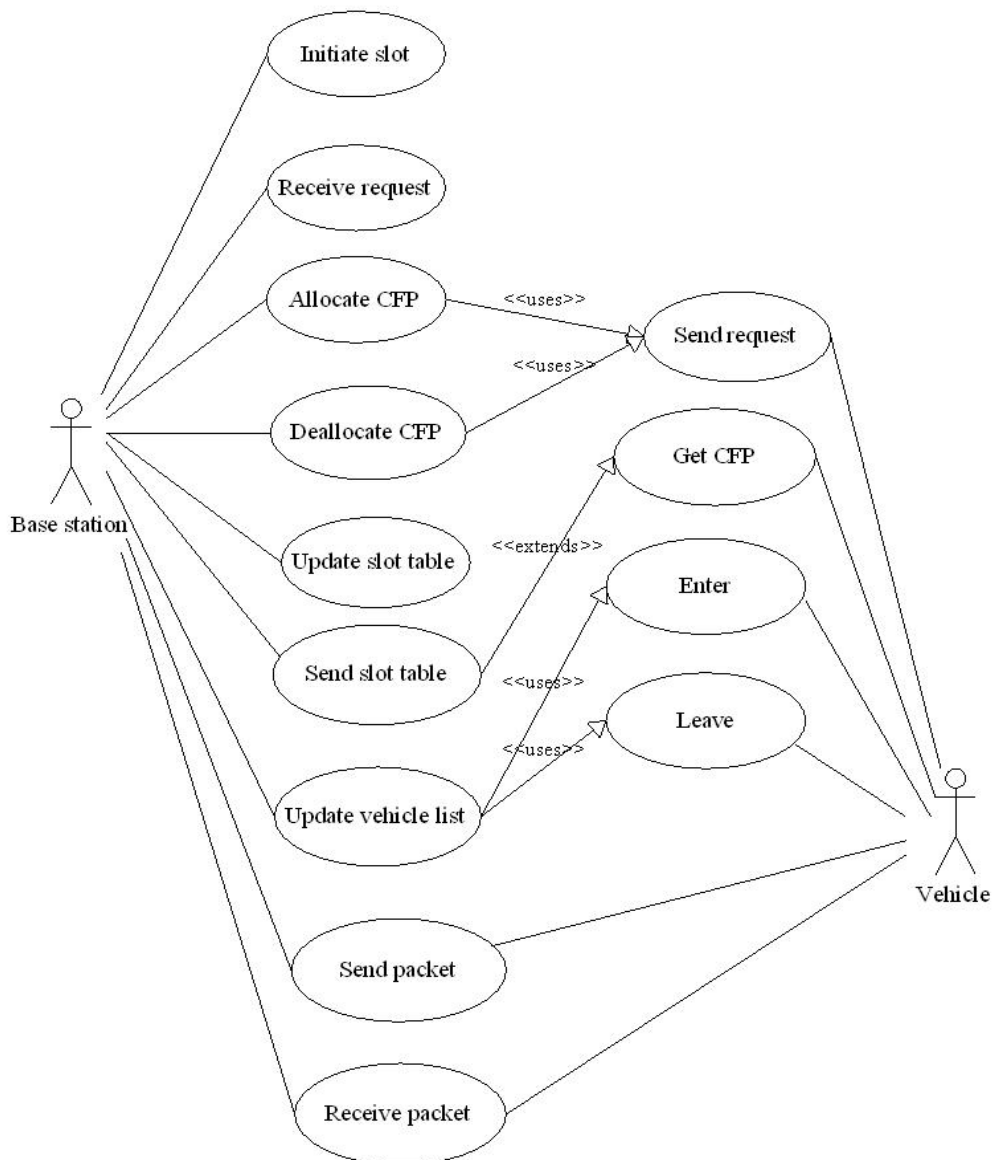 Initiate slot
Receive request
Allocate CFP
<<uses>>
Send request
<<uses>>
Deallocate CFP
Get CFP
Base station
<<extends>>
Update slot table
Enter
Send slot table
<<uses>>
Leave
<<uses>>
Update vehicle list
Vehicle
Send packet
Receive packet